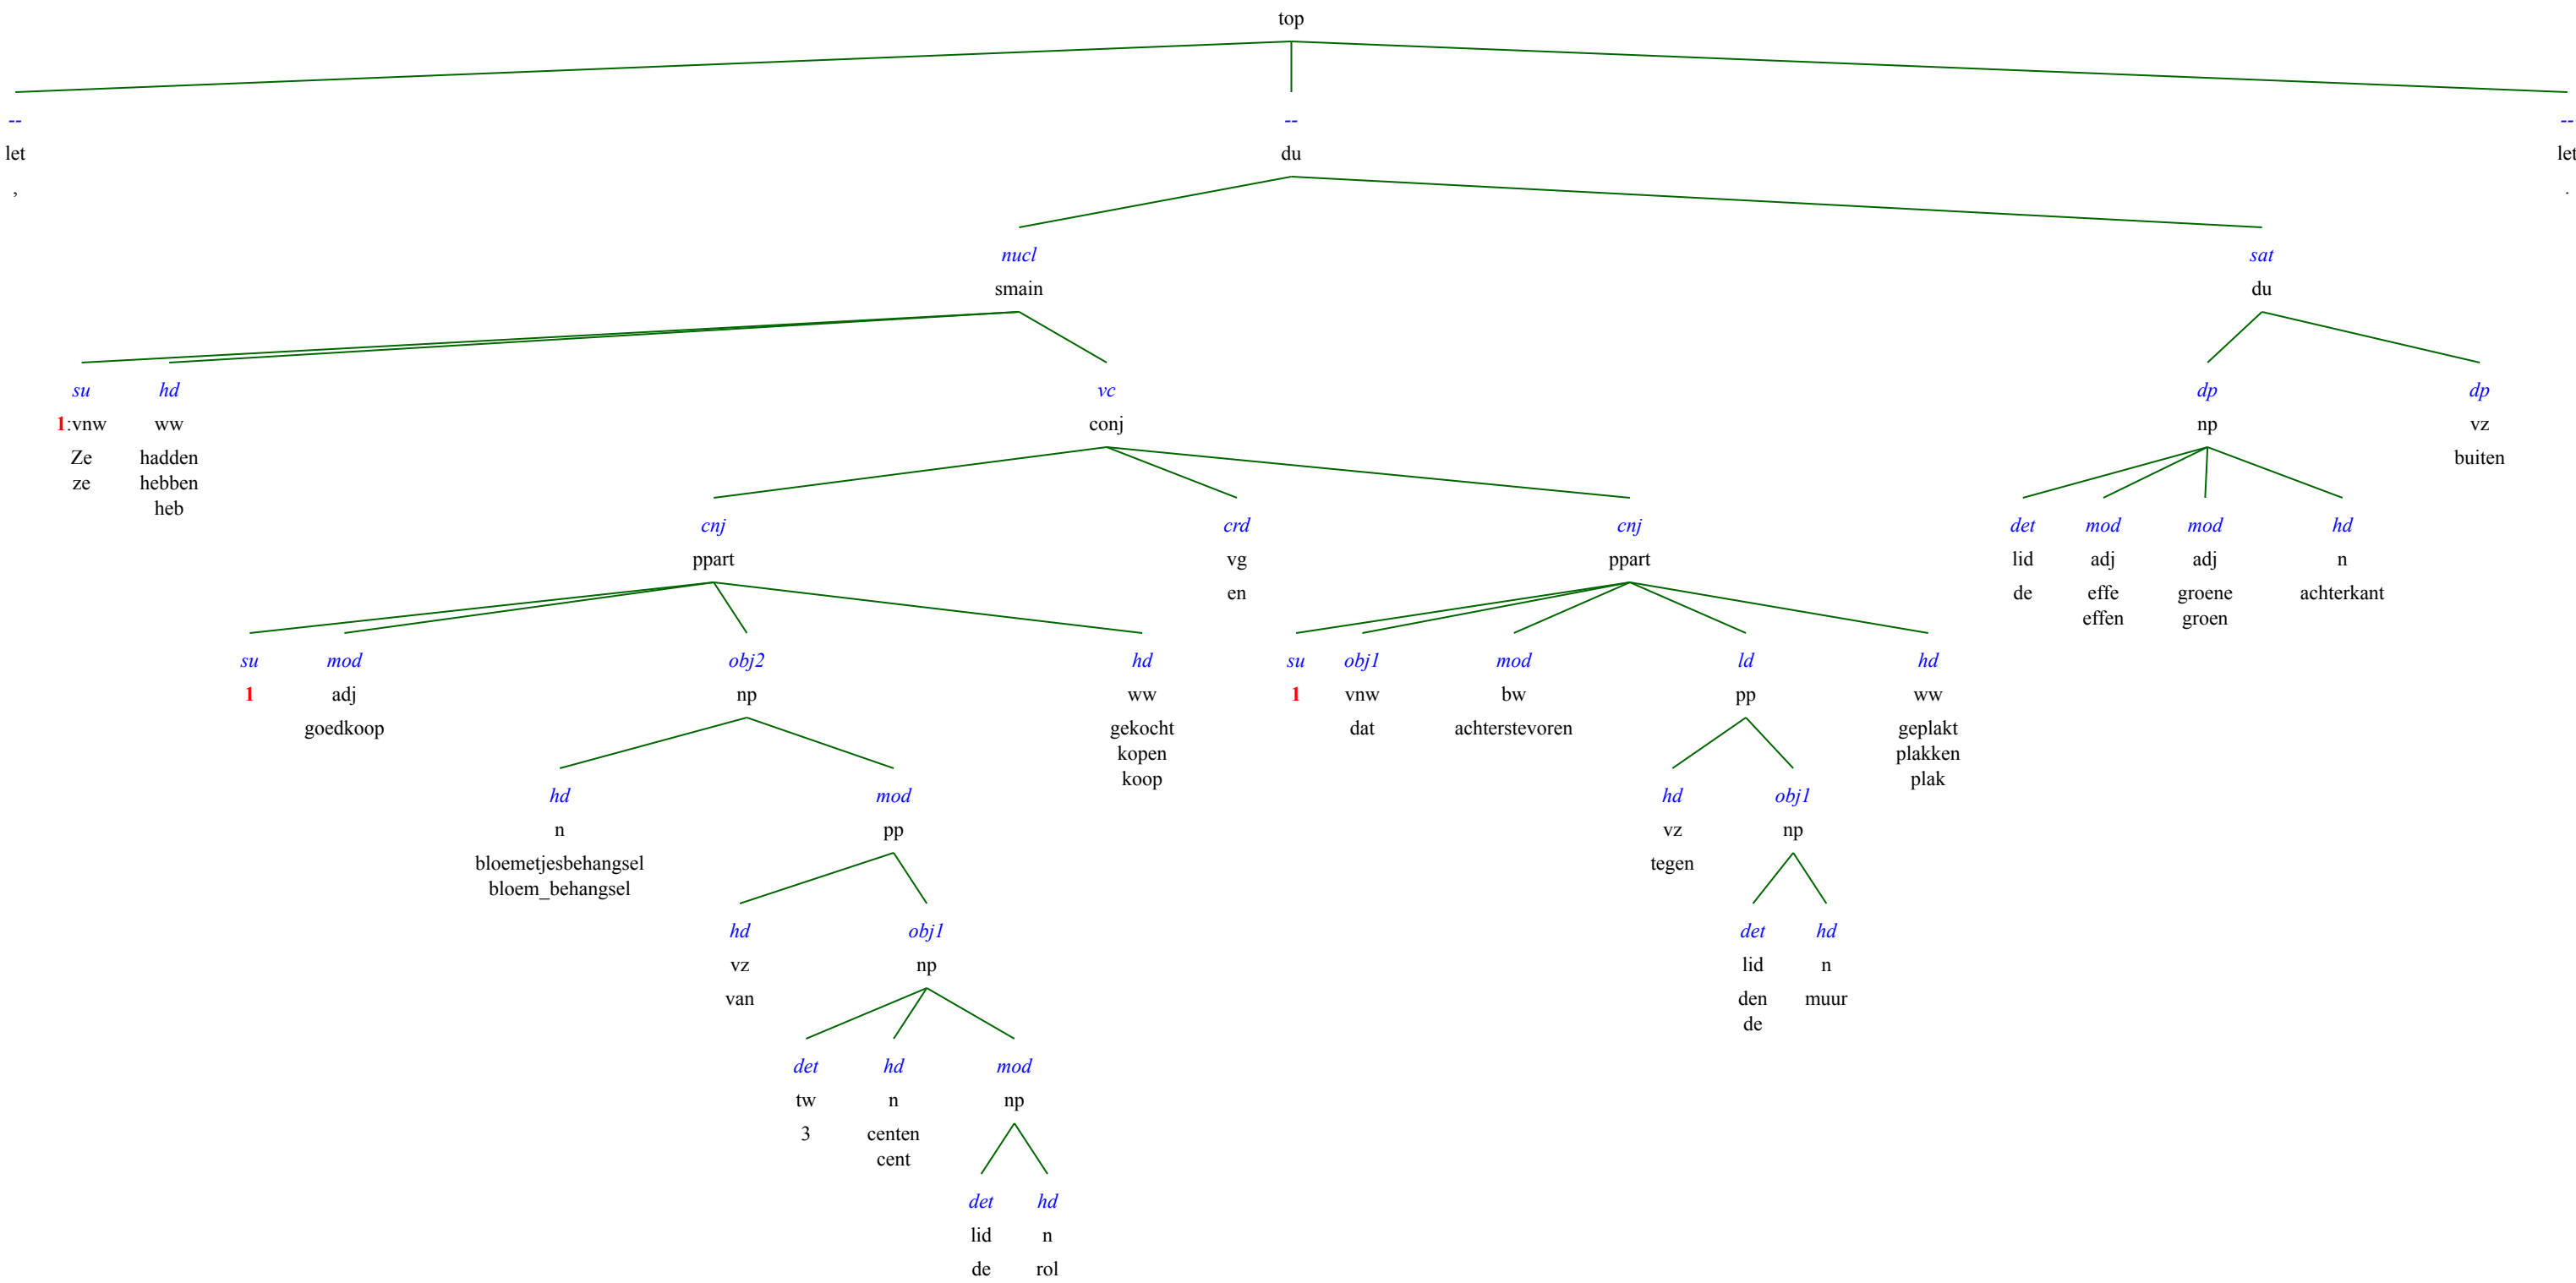 top
-- -- --
let du let
, .
nucl sat
smain du
su hd vc dp dp
1:vnw ww conj np vz
Ze hadden buiten
ze hebben
heb
cnj crd cnj det mod mod hd
ppart vg ppart lid adj adj n
en de effe groene achterkant
effen groen
su mod obj2 hd su obj1 mod ld hd
1 adj np ww 1 vnw bw pp ww
goedkoop gekocht dat achterstevoren geplakt
kopen plakken
koop plak
hd mod hd obj1
n pp vz np
bloemetjesbehangsel tegen
bloem_behangsel
hd obj1 det hd
vz np lid n
van den muur
de
det hd mod
tw n np
3 centen
cent
det hd
lid n
de rol